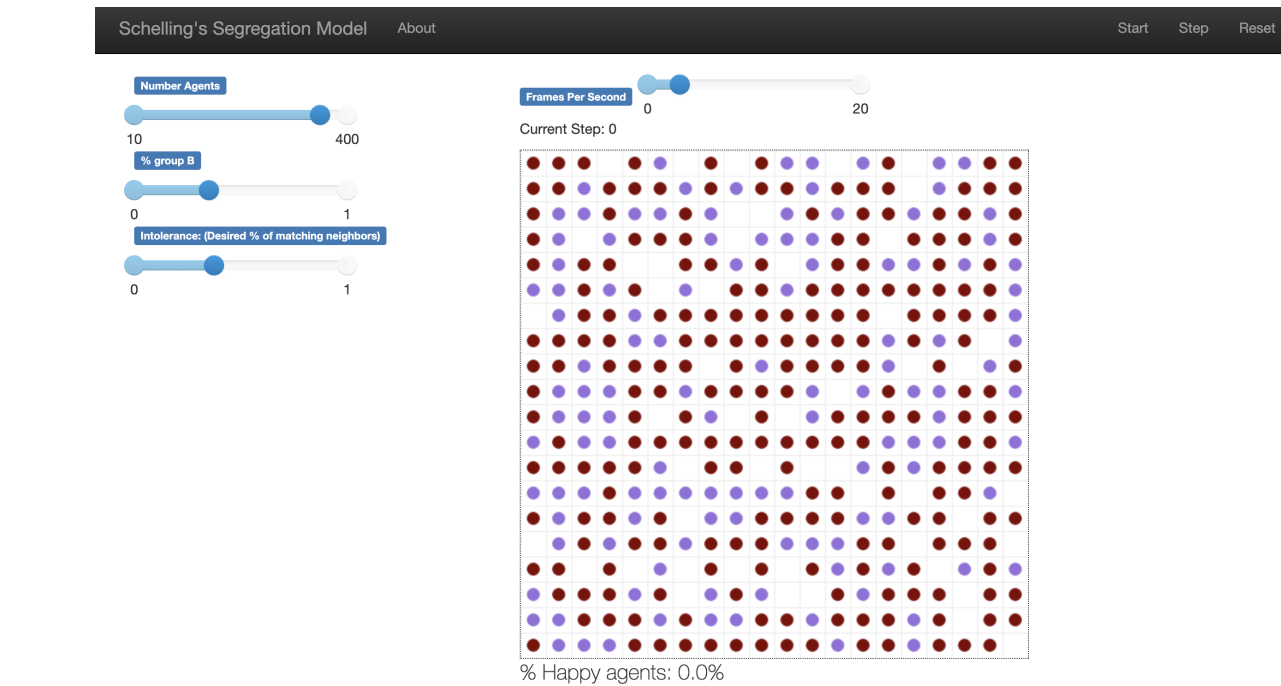 Schelling's Segregation Model About Start Step Reset
Number Agents
10 400
% group B
0 1
Intolerance: (Desired % of matching neighbors)
0 1
Frames Per Second
0 20
Current Step: 0
% Happy agents: 0.0%